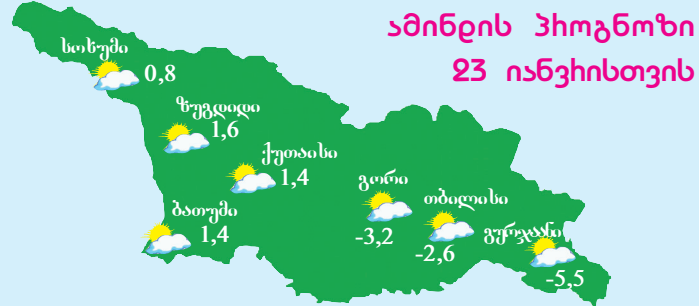 ამინდის პროგნოზი
23 იანვრისთვის
სოხუმი
0,8
ზუგდიდი
1,6
ქუთაისი
1,4
გორი
-3,2
თბილისი
-2,6
გურჯაანი
-5,5
ბათუმი
1,4